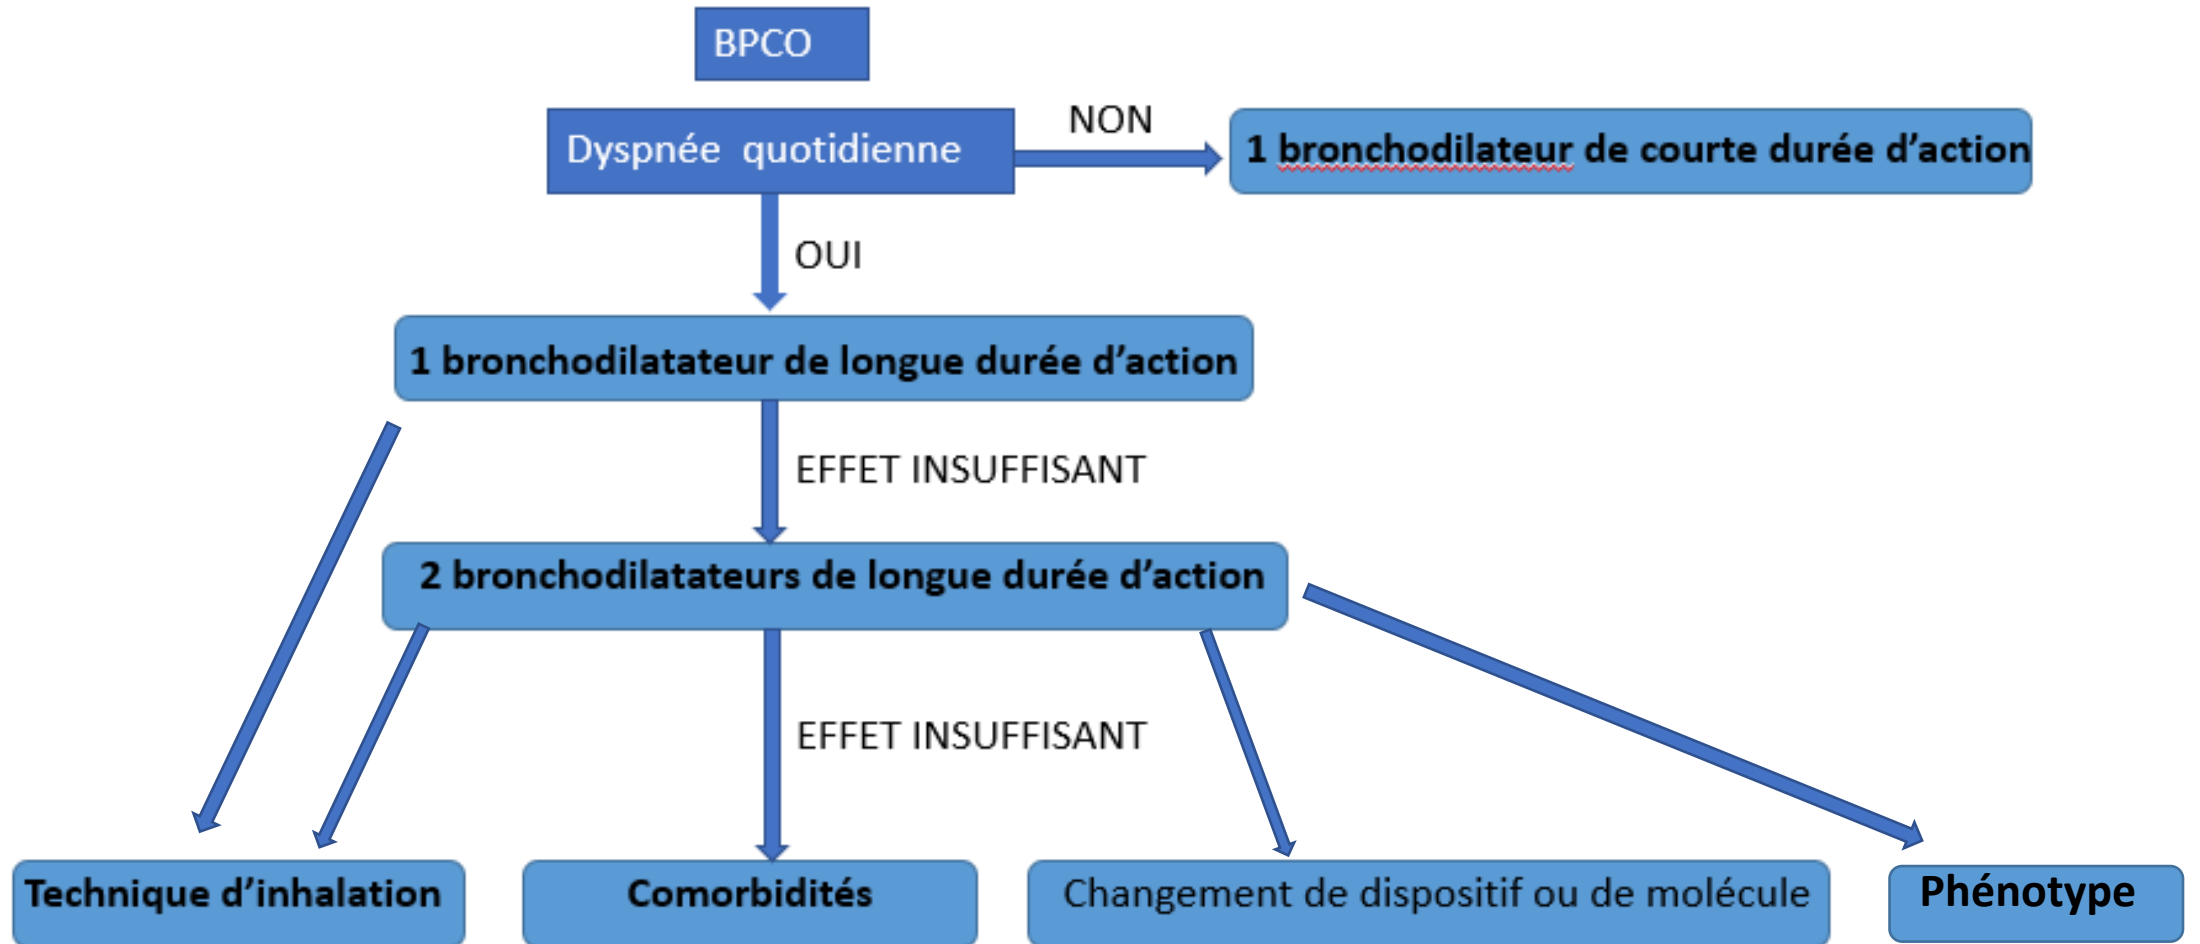 BPCO
Dyspnée quotidienne
NON
1 bronchodilateur de courte durée d’action
OUI
1 bronchodilatateur de longue durée d’action
EFFET INSUFFISANT
2 bronchodilatateurs de longue durée d’action
EFFET INSUFFISANT
Technique d’inhalation
Comorbidités
Changement de dispositif ou de molécule
Phénotype